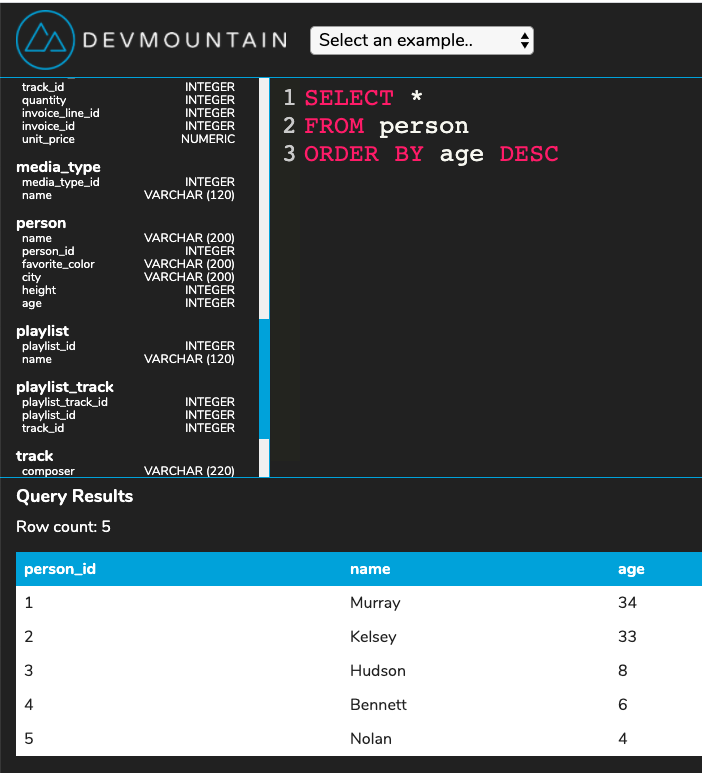 DEVMOUNTAIN
Select an example..
track_id INTEGER
quantity INTEGER
invoice_line_id INTEGER
invoice_id INTEGER
unit_price NUMERIC
media_type
media_type_id INTEGER
name VARCHAR (120)
person
name VARCHAR (200)
person_id INTEGER
favorite_color VARCHAR (200)
city VARCHAR (200)
height INTEGER
age INTEGER
playlist
playlist_id INTEGER
name VARCHAR (120)
playlist_track
playlist_track_id INTEGER
playlist_id INTEGER
track_id INTEGER
track
composer VARCHAR (220)
1 SELECT *
2 FROM person
3 ORDER BY age DESC
Query Results
Row count: 5
person_id name age
1 Murray 34
2 Kelsey 33
3 Hudson 8
4 Bennett 6
5 Nolan 4